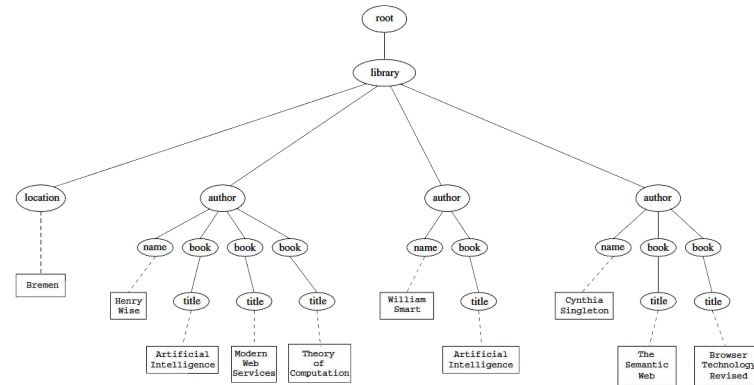 root
library
location
author
author
author
name
book
book
book
name
book
name
book
book
Bremen
Henry
Wise
title
title
title
William
Smart
title
Cynthia
Singleton
title
title
Artificial
Intelligence
Modern
Web
Services
Theory
of
Computation
Artificial
Intelligence
The
Semantic
Web
Browser
Technology
Revised